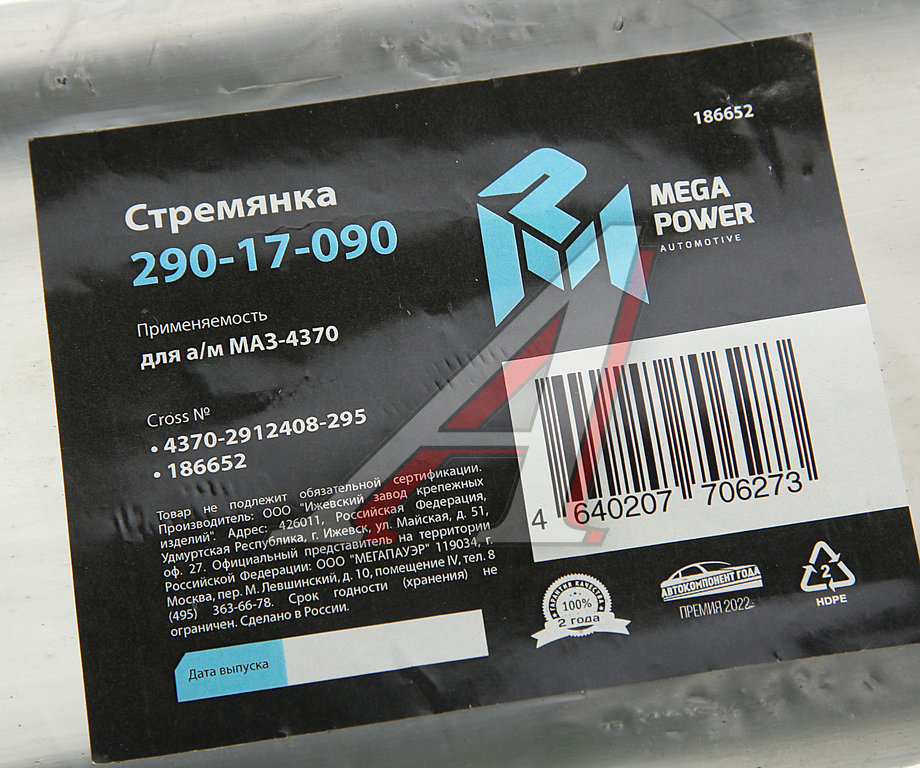 186652
Стремянка
290-17-090
MEGA
POWER
AUTOMOTIVE
Применяемость
для а/м МАЗ-4370
Cross №
• 4370-2912408-295
• 186652
Товар не подлежит обязательной сертификации.
Производитель: ООО "Ижевский завод крепежных
изделий". Адрес: 426011, Российская Федерация,
Удмуртская Республика, г. Ижевск, ул. Майская, д. 51,
оф. 27. Официальный представитель на территории
Российской Федерации: ООО "МЕГАПАУЭР" 119034, г.
Москва, пер. М. Левшинский, д. 10, помещение IV, тел. 8
(495) 363-66-78. Срок годности (хранения) не
ограничен. Сделано в России.
Дата выпуска
4 640207 706273
ГАРАНТИЯ КАЧЕСТВА
100%
2 года
АВТОКОМПОНЕНТ ГОДА
ПРЕМИЯ 2022
2
HDPE